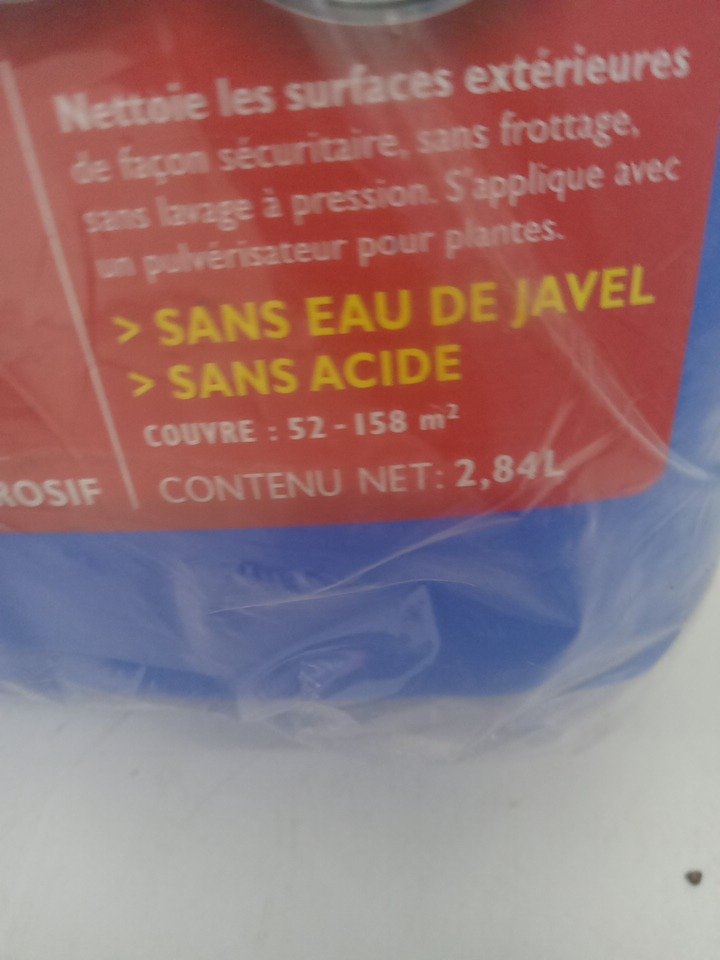 Nettoie les surfaces extérieures
de façon sécuritaire, sans frottage,
sans lavage à pression. S'applique avec
un pulvérisateur pour plantes.
> SANS EAU DE JAVEL
> SANS ACIDE
COUVRE : 52 - 158 m²
ROSIF
CONTENU NET: 2,84L